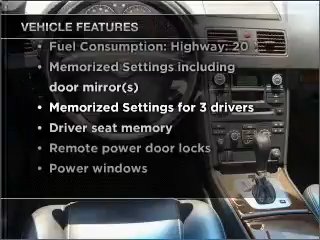 VEHICLE FEATURES
• Fuel Consumption: Highway: 20
• Memorized Settings including
door mirror(s)
• Memorized Settings for 3 drivers
• Driver seat memory
• Remote power door locks
• Power windows